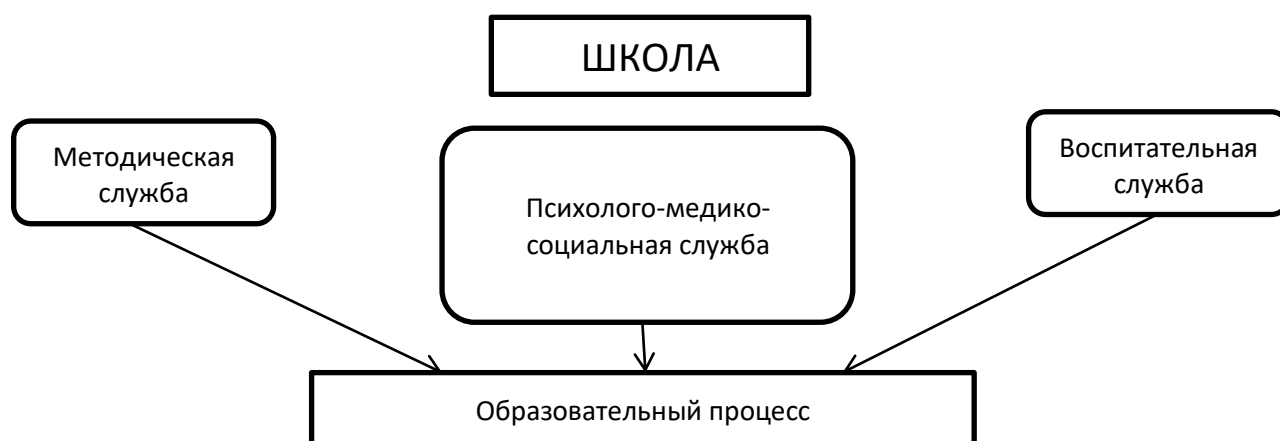 ШКОЛА
Методическая
служба
Психолого-медико-
социальная служба
Воспитательная
служба
Образовательный процесс